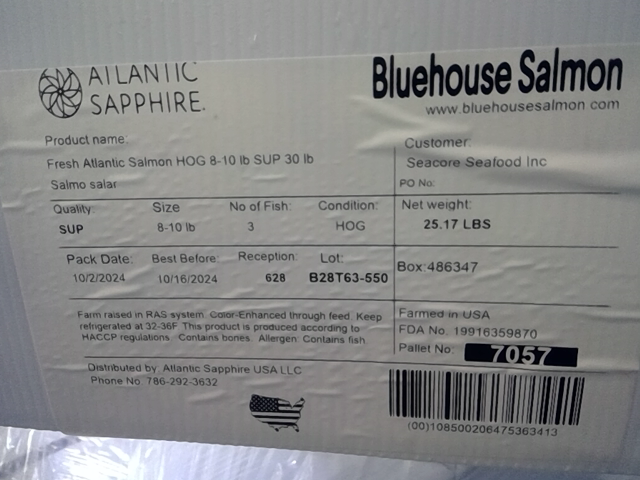 ATLANTIC
SAPPHIRE.
Bluehouse Salmon
www.bluehousesalmon.com
Product name:
Fresh Atlantic Salmon HOG 8-10 lb SUP 30 lb
Salmo salar
Customer:
Seacore Seafood Inc
PO No:
Quality: Size No of Fish: Condition:
SUP 8-10 lb 3 HOG
Net weight:
25.17 LBS
Pack Date: Best Before: Reception: Lot:
10/2/2024 10/16/2024 628 B28T63-550
Box:486347
Farm raised in RAS system. Color-Enhanced through feed. Keep
refrigerated at 32-36F. This product is produced according to
HACCP regulations. Contains bones. Allergen: Contains fish.
Farmed in USA
FDA No. 19916359870
Pallet No: 7057
Distributed by: Atlantic Sapphire USA LLC
Phone No. 786-292-3632
(00)108500206475363413